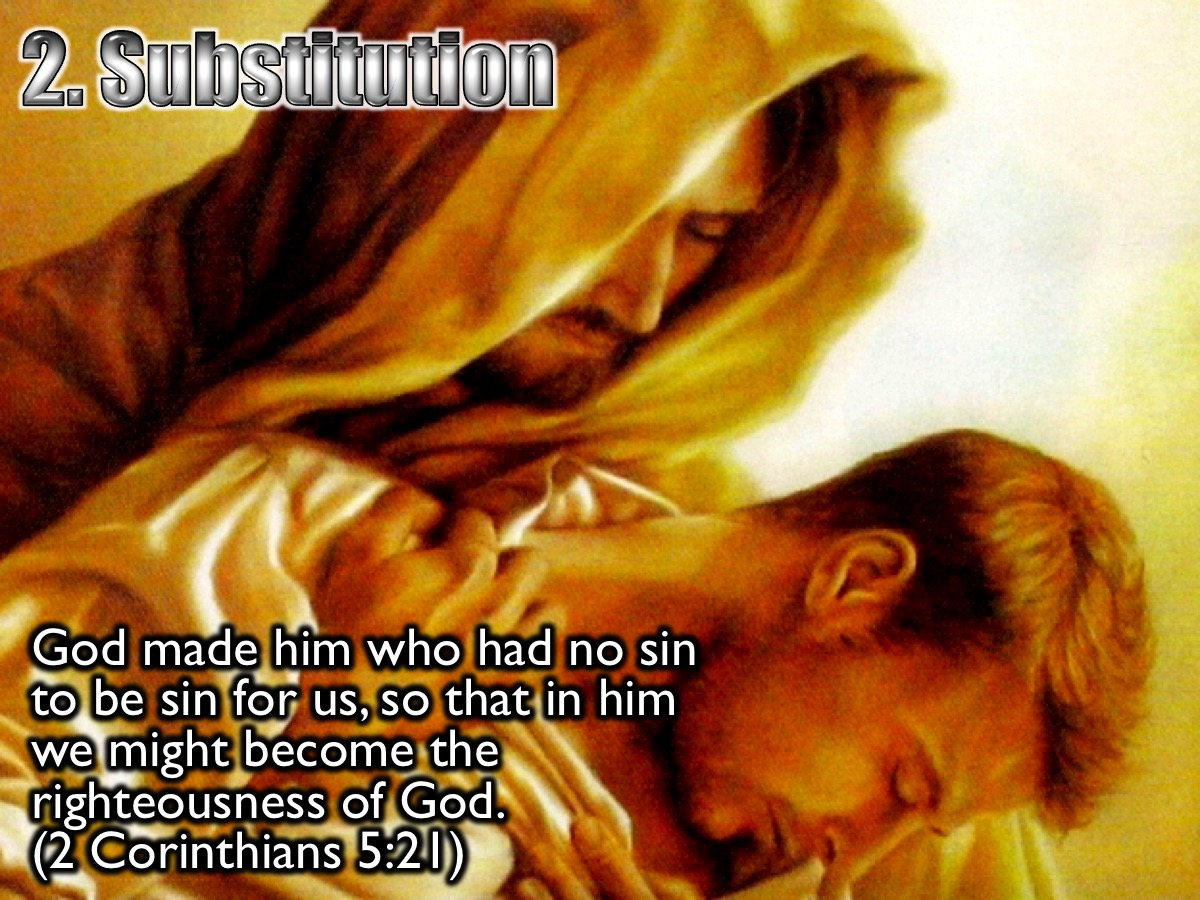 2. Substitution
God made him who had no sin
to be sin for us, so that in him
we might become the
righteousness of God.
(2 Corinthians 5:21)